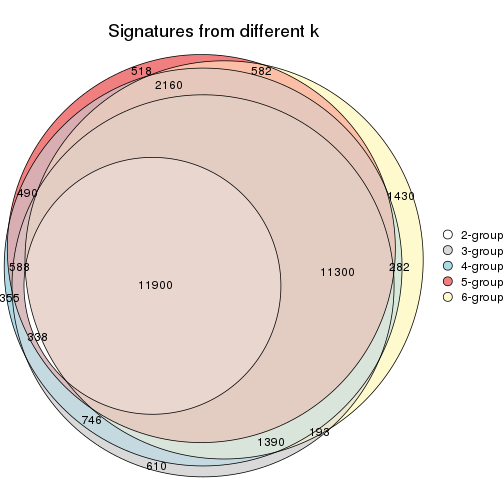 Signatures from different k
518
582
2160
490
1430
2-group
3-group
4-group
5-group
6-group
588
282
11300
11900
355
338
746
193
1390
610